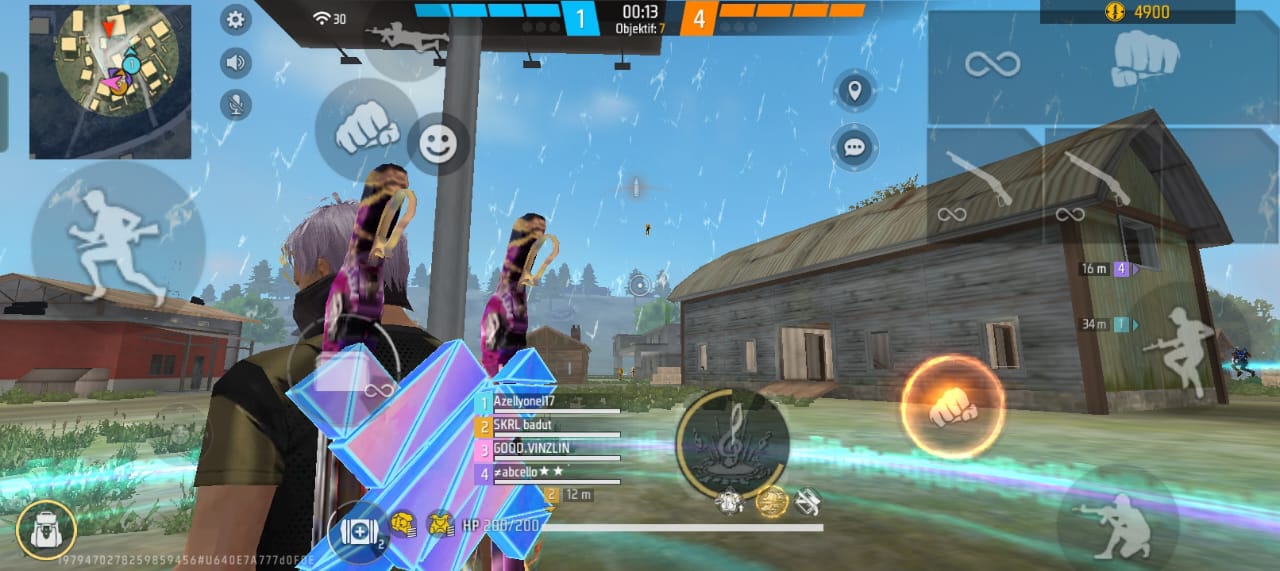 30
1
00:13
Objektif: 7
4
4900
16 m 4
34 m 1
1 Azellyonel17
2 SKRL badut
3 GOOD.VINZLIN
4 ≠abcello★★
2 12 m
2
HP 200/200